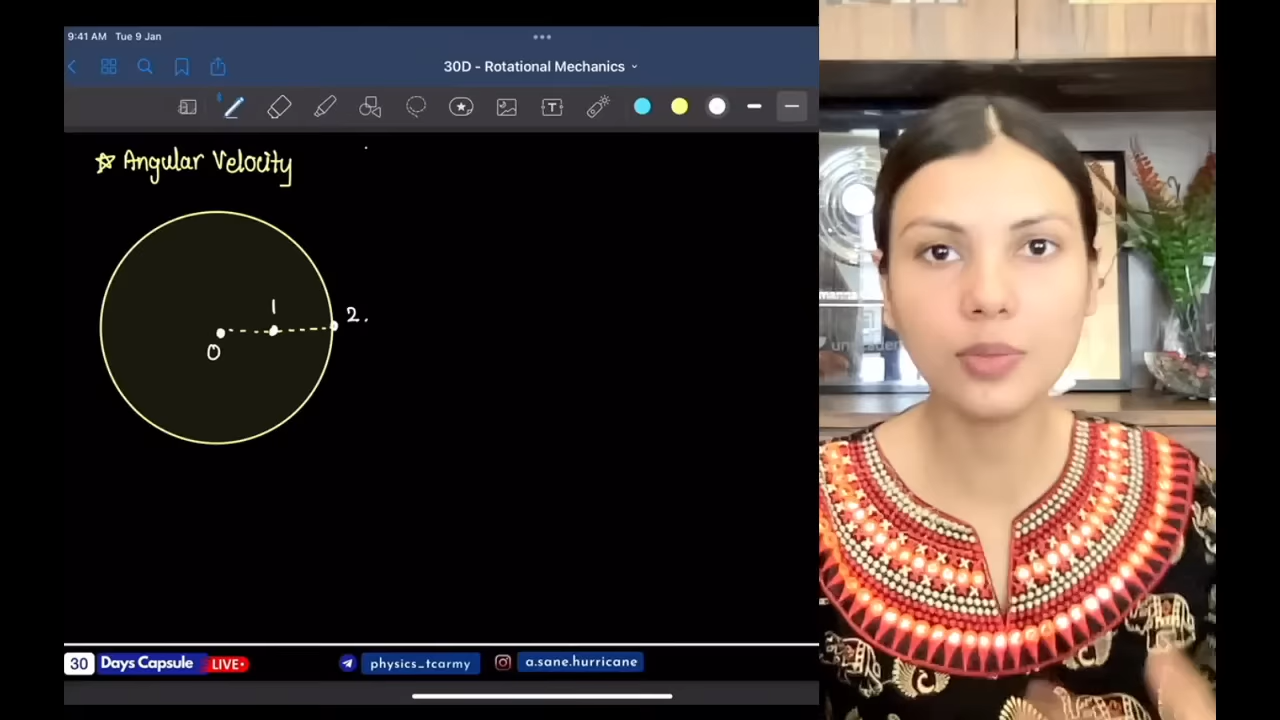 9:41 AM Tue 9 Jan
30D - Rotational Mechanics
T
☆ Angular Velocity
1
2.
O
30 Days Capsule LIVE
physics_tcarmy
a.sane.hurricane